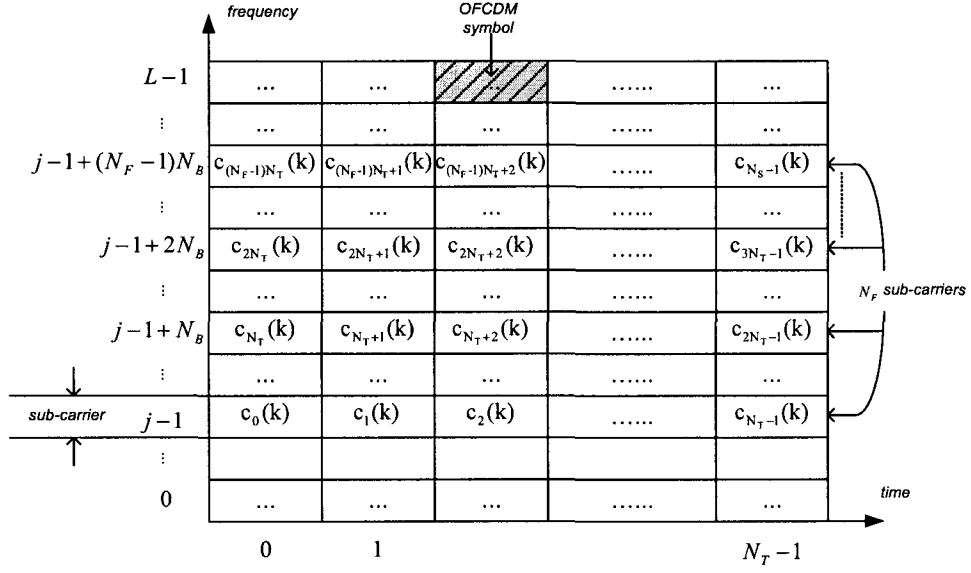 frequency
OFCDM
symbol
L−1 ... ... ... ...... ...
⋮ ... ... ... ...... ...
j−1+(N_F−1)N_B c_{(N_F-1)N_T}(k) c_{(N_F-1)N_T+1}(k) c_{(N_F-1)N_T+2}(k) ...... c_{N_S-1}(k)
... ... ... ...... ...
j−1+2N_B c_{2N_T}(k) c_{2N_T+1}(k) c_{2N_T+2}(k) ...... c_{3N_T-1}(k)
⋮ ... ... ... ...... ...
N_F sub-carriers
j−1+N_B c_{N_T}(k) c_{N_T+1}(k) c_{N_T+2}(k) ...... c_{2N_T-1}(k)
⋮ ... ... ... ...... ...
sub-carrier j−1 c_0(k) c_1(k) c_2(k) ...... c_{N_T-1}(k)
⋮
0 ... ... ... ...... ...
time
0 1 N_T−1